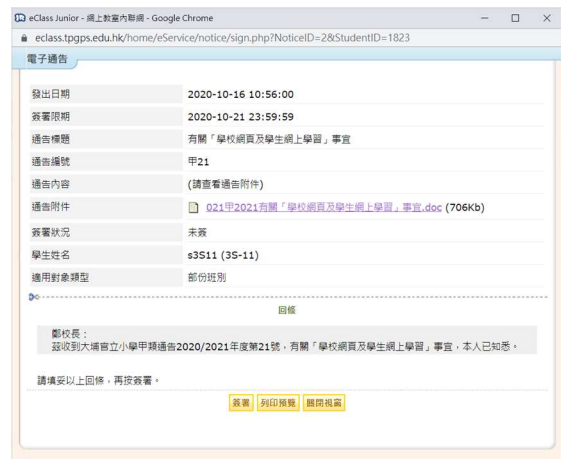 eClass Junior - 網上教室內聯網 - Google Chrome
eclass.tpgps.edu.hk/home/eService/notice/sign.php?NoticeID=2&StudentID=1823
電子通告
發出日期 2020-10-16 10:56:00
簽署限期 2020-10-21 23:59:59
通告標題 有關「學校網頁及學生網上學習」事宜
通告編號 甲21
通告內容 (請查看通告附件)
通告附件 021甲2021有關「學校網頁及學生網上學習」事宜.doc (706Kb)
簽署狀況 未簽
學生姓名 s3S11 (3S-11)
適用對象類型 部份班別
回條
鄭校長：
茲收到大埔官立小學甲類通告2020/2021年度第21號，有關「學校網頁及學生網上學習」事宜，本人已知悉。
請填妥以上回條，再按簽署。
簽署 列印預覽 關閉視窗